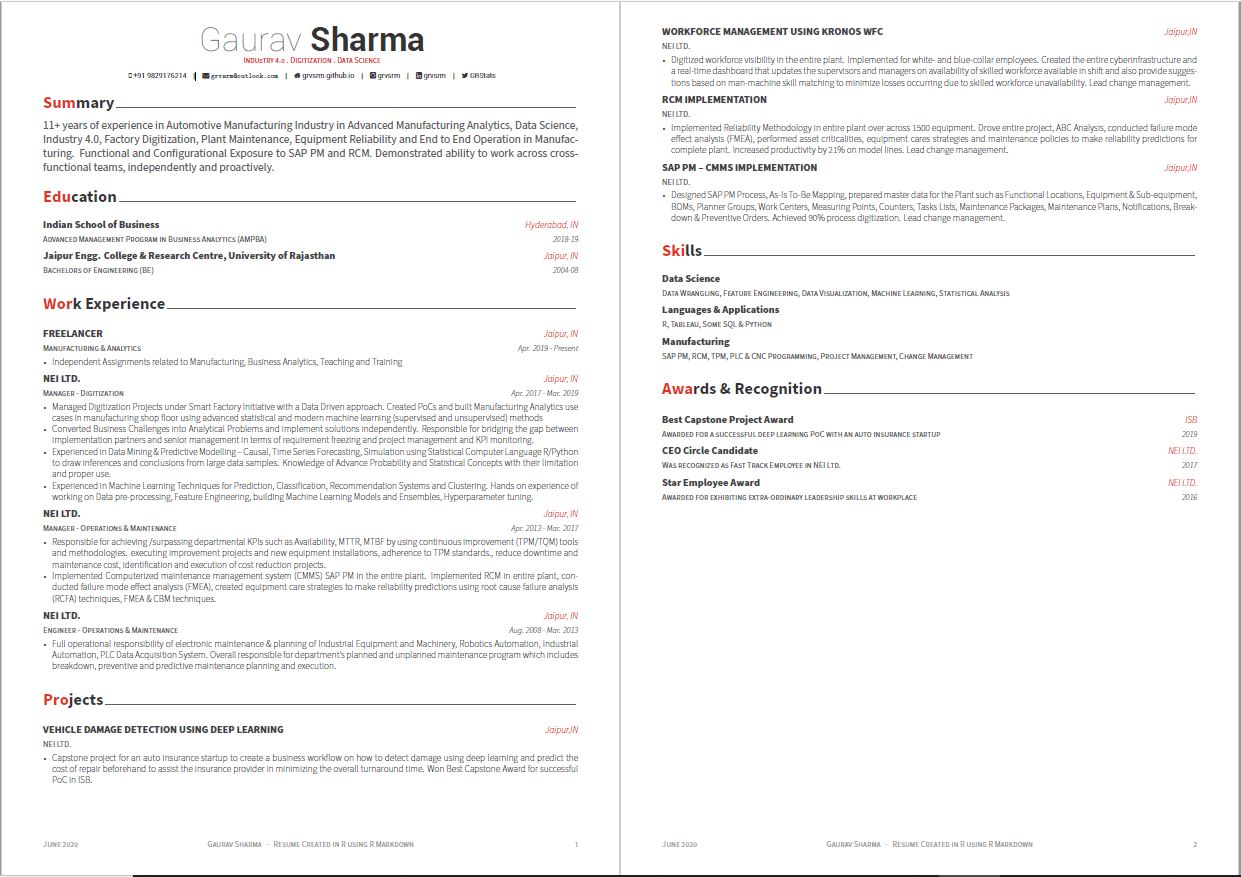 Gaurav Sharma
Industry 4.0 . Digitization . Data Science
+91 9829176214 | grvsrm@outlook.com | grvsrm.github.io | grvsrm | grvsrm | GRStats
Summary
11+ years of experience in Automotive Manufacturing Industry in Advanced Manufacturing Analytics, Data Science,
Industry 4.0, Factory Digitization, Plant Maintenance, Equipment Reliability and End to End Operation in Manufac-
turing. Functional and Configurational Exposure to SAP PM and RCM. Demonstrated ability to work across cross-
functional teams, independently and proactively.
Education
Indian School of Business Hyderabad, IN
Advanced Management Program in Business Analytics (AMPBA) 2018-19
Jaipur Engg. College & Research Centre, University of Rajasthan Jaipur, IN
Bachelors of Engineering (BE) 2004-08
Work Experience
FREELANCER Jaipur, IN
Manufacturing & Analytics Apr. 2019 - Present
• Independent Assignments related to Manufacturing, Business Analytics, Teaching and Training
NEI LTD. Jaipur, IN
Manager - Digitization Apr. 2017 - Mar. 2019
• Managed Digitization Projects under Smart Factory Initiative with a Data Driven approach. Created PoCs and built Manufacturing Analytics use
cases in manufacturing shop floor using advanced statistical and modern machine learning (supervised and unsupervised) methods
• Converted Business Challenges into Analytical Problems and implement solutions independently. Responsible for bridging the gap between
implementation partners and senior management in terms of requirement freezing and project management and KPI monitoring.
• Experienced in Data Mining & Predictive Modelling – Causal, Time Series Forecasting, Simulation using Statistical Computer Language R/Python
to draw inferences and conclusions from large data samples. Knowledge of Advance Probability and Statistical Concepts with their limitation
and proper use.
• Experienced in Machine Learning Techniques for Prediction, Classification, Recommendation Systems and Clustering. Hands on experience of
working on Data pre-processing, Feature Engineering, building Machine Learning Models and Ensembles, Hyperparameter tuning.
NEI LTD. Jaipur, IN
Manager - Operations & Maintenance Apr. 2013 - Mar. 2017
• Responsible for achieving /surpassing departmental KPIs such as Availability, MTTR, MTBF by using continuous improvement (TPM/TQM) tools
and methodologies. executing improvement projects and new equipment installations, adherence to TPM standards., reduce downtime and
maintenance cost, identification and execution of cost reduction projects.
• Implemented Computerized maintenance management system (CMMS) SAP PM in the entire plant. Implemented RCM in entire plant, con-
ducted failure mode effect analysis (FMEA), created equipment care strategies to make reliability predictions using root cause failure analysis
(RCFA) techniques, FMEA & CBM techniques.
NEI LTD. Jaipur, IN
Engineer - Operations & Maintenance Aug. 2008 - Mar. 2013
• Full operational responsibility of electronic maintenance & planning of Industrial Equipment and Machinery, Robotics Automation, Industrial
Automation, PLC Data Acquisition System. Overall responsible for department's planned and unplanned maintenance program which includes
breakdown, preventive and predictive maintenance planning and execution.
Projects
VEHICLE DAMAGE DETECTION USING DEEP LEARNING Jaipur,IN
NEI LTD.
• Capstone project for an auto insurance startup to create a business workflow on how to detect damage using deep learning and predict the
cost of repair beforehand to assist the insurance provider in minimizing the overall turnaround time. Won Best Capstone Award for successful
PoC in ISB.
June 2020 Gaurav Sharma · Resume Created in R using R Markdown 1
WORKFORCE MANAGEMENT USING KRONOS WFC Jaipur,IN
NEI LTD.
• Digitized workforce visibility in the entire plant. Implemented for white- and blue-collar employees. Created the entire cyberinfrastructure and
a real-time dashboard that updates the supervisors and managers on availability of skilled workforce available in shift and also provide sugges-
tions based on man-machine skill matching to minimize losses occurring due to skilled workforce unavailability. Lead change management.
RCM IMPLEMENTATION Jaipur,IN
NEI LTD.
• Implemented Reliability Methodology in entire plant over across 1500 equipment. Drove entire project, ABC Analysis, conducted failure mode
effect analysis (FMEA), performed asset criticalities, equipment cares strategies and maintenance policies to make reliability predictions for
complete plant. Increased productivity by 21% on model lines. Lead change management.
SAP PM – CMMS IMPLEMENTATION Jaipur,IN
NEI LTD.
• Designed SAP PM Process, As-Is To-Be Mapping, prepared master data for the Plant such as Functional Locations, Equipment & Sub-equipment,
BOMs, Planner Groups, Work Centers, Measuring Points, Counters, Tasks Lists, Maintenance Packages, Maintenance Plans, Notifications, Break-
down & Preventive Orders. Achieved 90% process digitization. Lead change management.
Skills
Data Science
Data Wrangling, Feature Engineering, Data Visualization, Machine Learning, Statistical Analysis
Languages & Applications
R, Tableau, Some SQL & Python
Manufacturing
SAP PM, RCM, TPM, PLC & CNC Programming, Project Management, Change Management
Awards & Recognition
Best Capstone Project Award ISB
Awarded for a successful deep learning PoC with an auto insurance startup 2019
CEO Circle Candidate NEI LTD.
Was recognized as Fast Track Employee in NEI Ltd. 2017
Star Employee Award NEI LTD.
Awarded for exhibiting extra-ordinary leadership skills at workplace 2016
June 2020 Gaurav Sharma · Resume Created in R using R Markdown 2